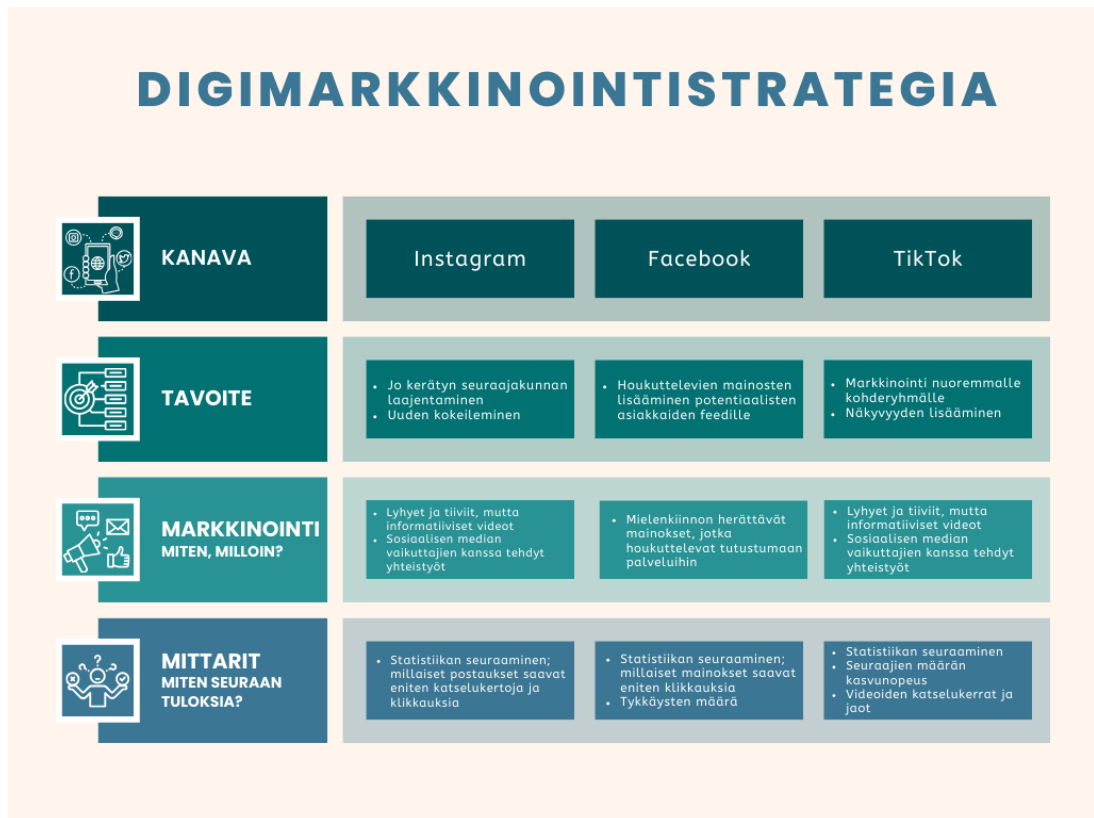 DIGIMARKKINOINTISTRATEGIA
KANAVA
Instagram
Facebook
TikTok
TAVOITE
• Jo kerätyn seuraajakunnan
laajentaminen
• Uuden kokeileminen
• Houkuttelevien mainosten
lisääminen potentiaalisten
asiakkaiden feedille
• Markkinointi nuoremmalle
kohderyhmälle
• Näkyvyyden lisääminen
MARKKINOINTI
MITEN, MILLOIN?
• Lyhyet ja tiiviit, mutta
informatiiviset videot
• Sosiaalisen median
vaikuttajien kanssa tehdyt
yhteistyöt
• Mielenkiinnon herättävät
mainokset, jotka
houkuttelevat tutustumaan
palveluihin
• Lyhyet ja tiiviit, mutta
informatiiviset videot
• Sosiaalisen median
vaikuttajien kanssa tehdyt
yhteistyöt
MITTARIT
MITEN SEURAAN
TULOKSIA?
• Statistiikan seuraaminen;
millaiset postaukset saavat
eniten katselukertoja ja
klikkauksia
• Statistiikan seuraaminen;
millaiset mainokset saavat
eniten klikkauksia
• Tykkäysten määrä
• Statistiikan seuraaminen
• Seuraajien määrän
kasvunopeus
• Videoiden katselukerrat ja
jaot